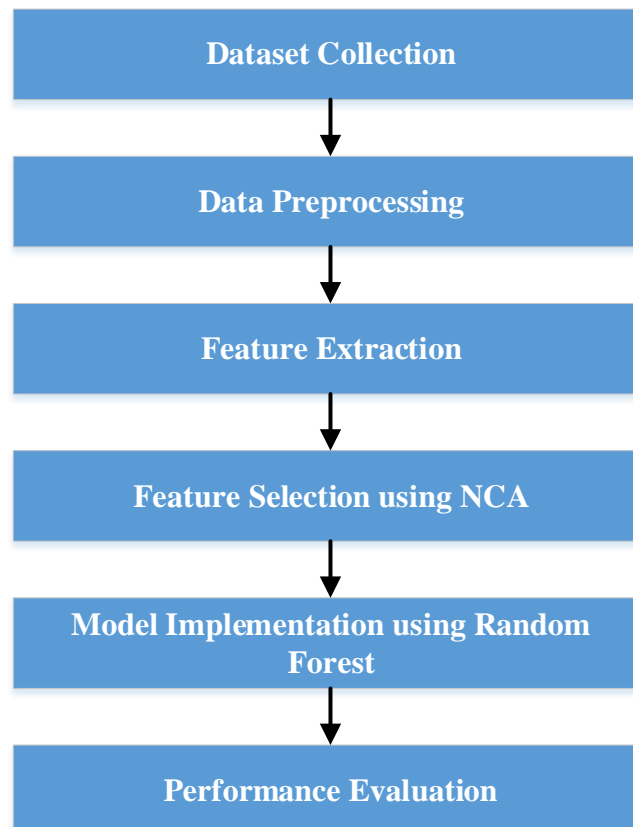 Dataset Collection
Data Preprocessing
Feature Extraction
Feature Selection using NCA
Model Implementation using Random
Forest
Performance Evaluation